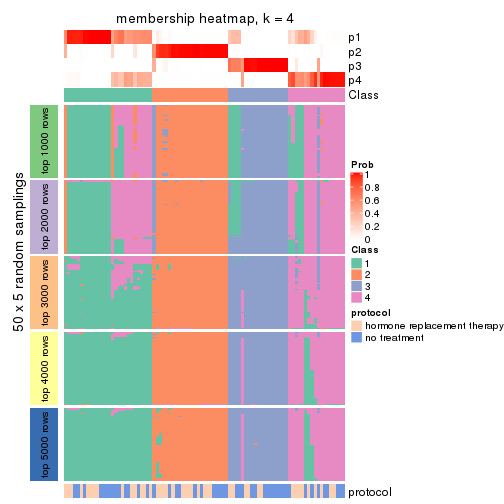 membership heatmap, k = 4
p1
p2
p3
p4
Class
50 x 5 random samplings
top 1000 rows
top 2000 rows
top 3000 rows
top 4000 rows
top 5000 rows
Prob
1
0.8
0.6
0.4
0.2
0
Class
1
2
3
4
protocol
hormone replacement therapy
no treatment
protocol